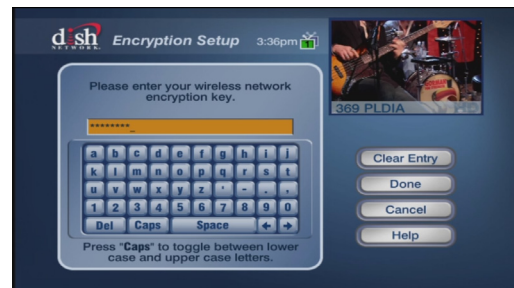 dish
NETWORK.
Encryption Setup 3:36pm 1
Please enter your wireless network
encryption key.
********_
a b c d e f g h i j
k l m n o p q r s t
u v w x y z ' - . ,
1 2 3 4 5 6 7 8 9 0
Del Caps Space ← →
Press "Caps" to toggle between lower
case and upper case letters.
369 PLDIA HD
Clear Entry
Done
Cancel
Help